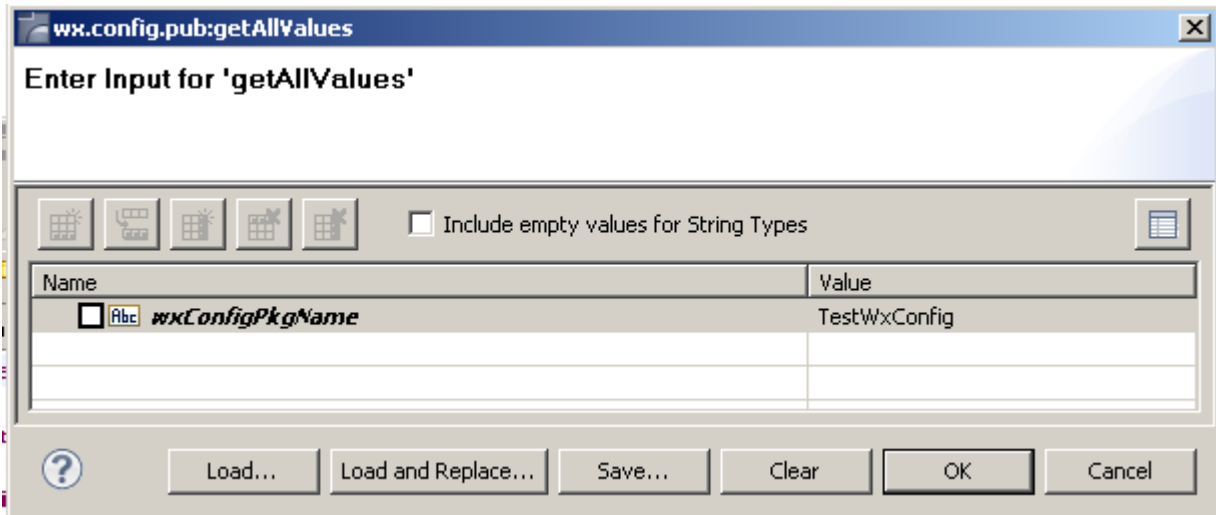 wx.config.pub:getAllValues
Enter Input for 'getAllValues'
Include empty values for String Types
Name Value
Abc wxConfigPkgName TestWxConfig
? Load... Load and Replace... Save... Clear OK Cancel